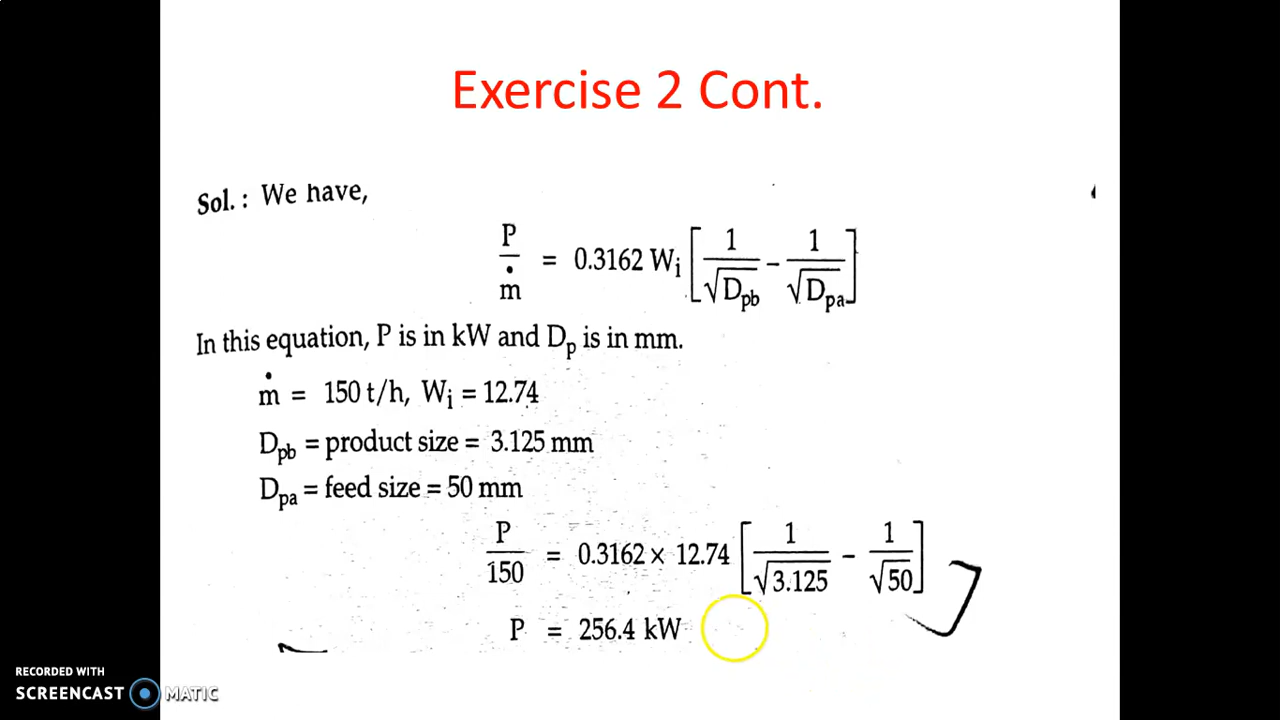 Exercise 2 Cont.
Sol. : We have,
P/ṁ = 0.3162 Wi [1/√Dpb − 1/√Dpa]
In this equation, P is in kW and Dp is in mm.
ṁ = 150 t/h, Wi = 12.74
Dpb = product size = 3.125 mm
Dpa = feed size = 50 mm
P/150 = 0.3162 × 12.74 [1/√3.125 − 1/√50]
P = 256.4 kW
RECORDED WITH
SCREENCAST MATIC